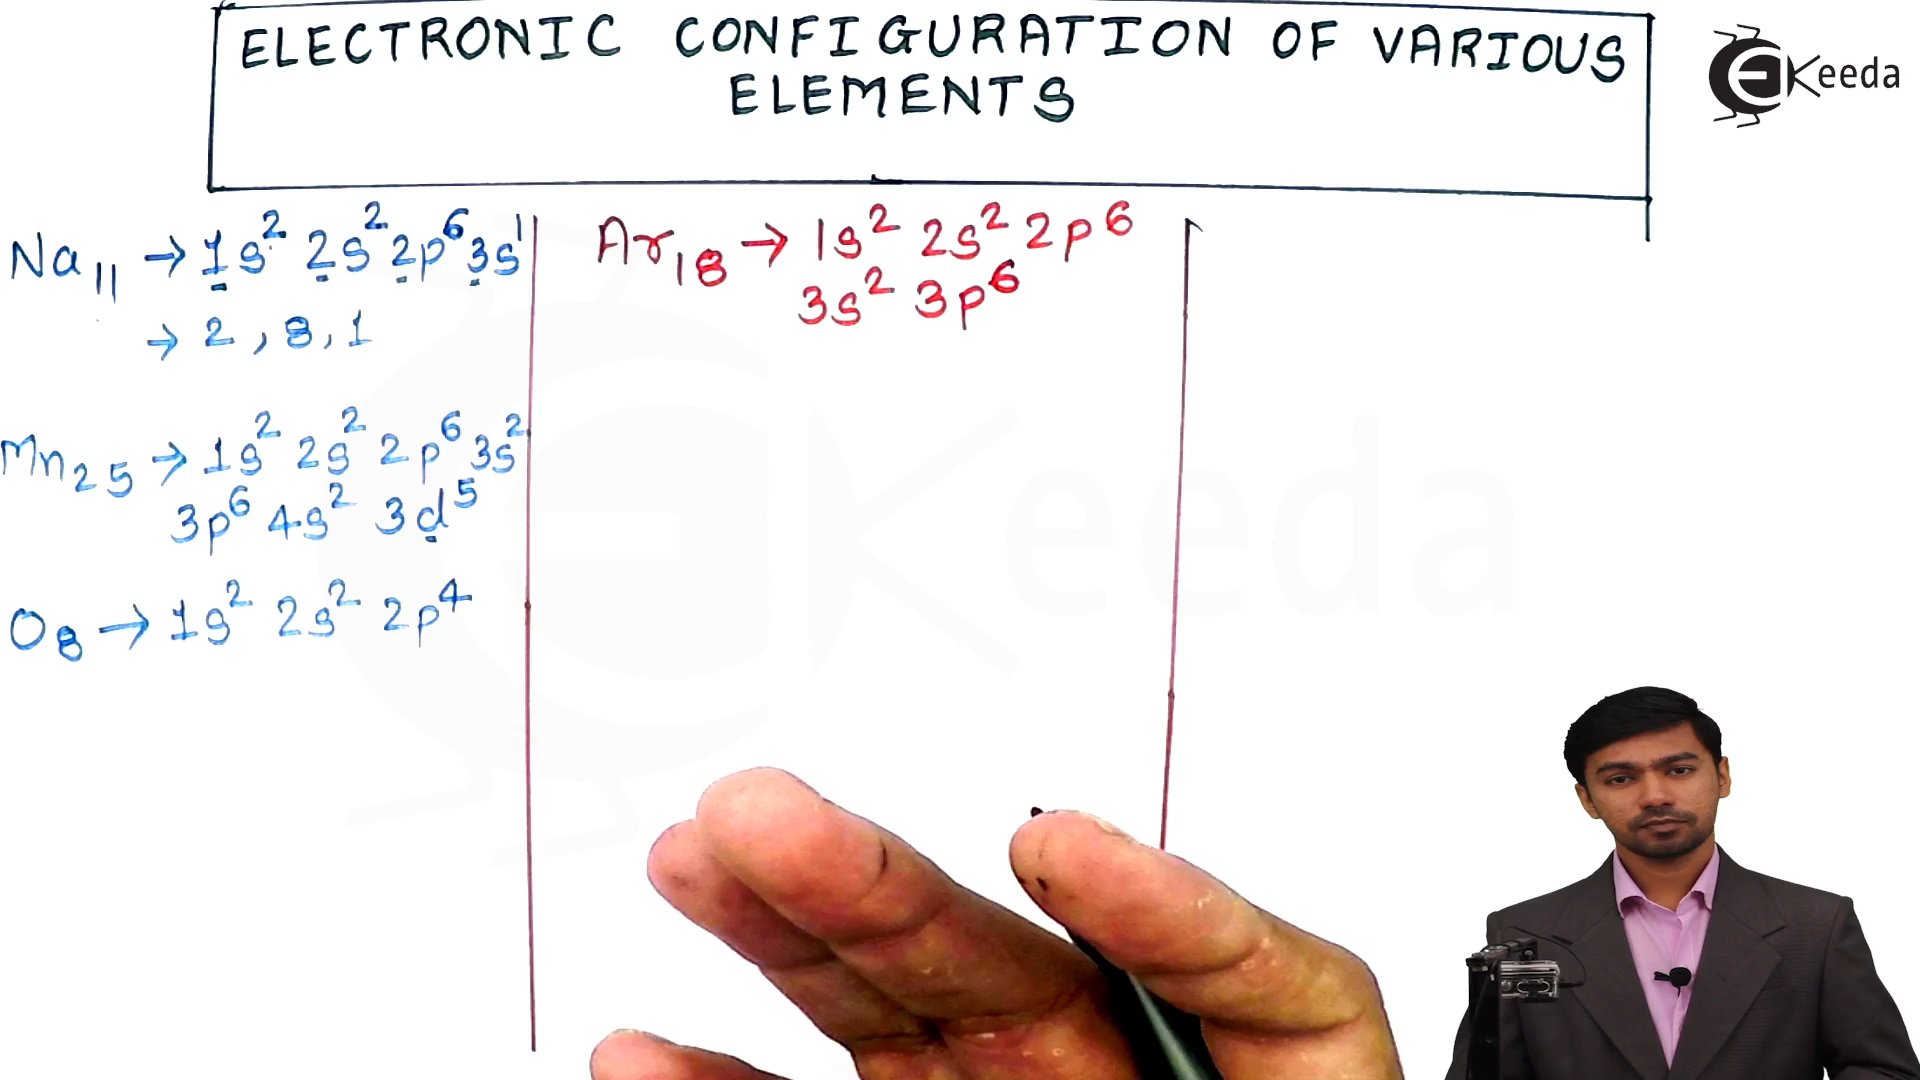 ELECTRONIC CONFIGURATION OF VARIOUS
ELEMENTS
Keeda
Na₁₁ → 1s² 2s² 2p⁶ 3s¹
→ 2, 8, 1
Mn₂₅ → 1s² 2s² 2p⁶ 3s²
3p⁶ 4s² 3d⁵
O₈ → 1s² 2s² 2p⁴
Ar₁₈ → 1s² 2s² 2p⁶
3s² 3p⁶
Keeda